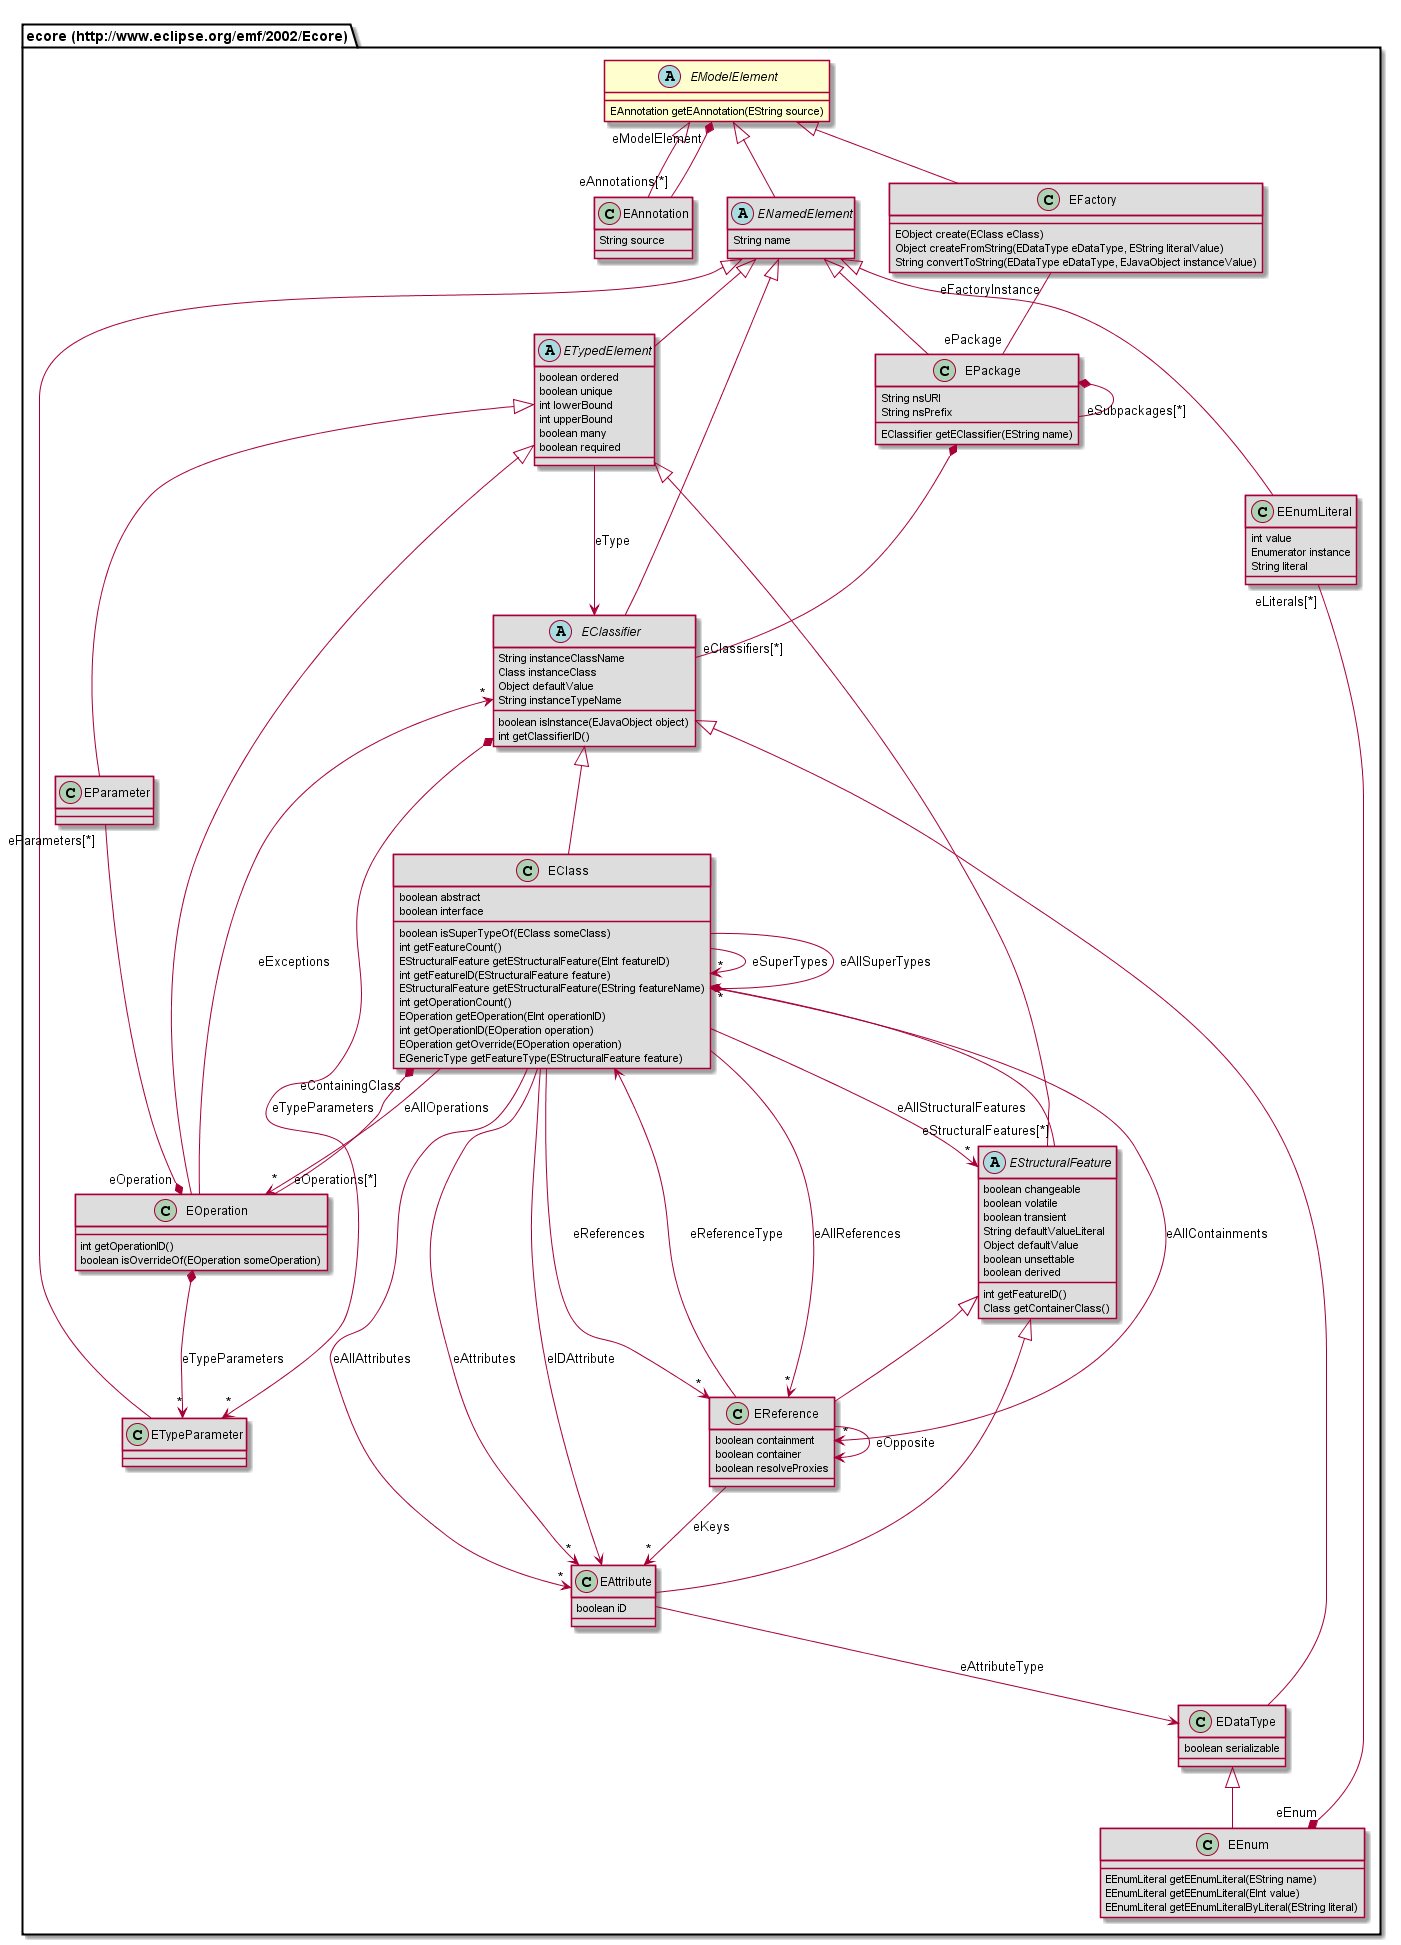 ecore (http://www.eclipse.org/emf/2002/Ecore)
A EModelElement
EAnnotation getEAnnotation(EString source)
eModelElement
eAnnotations[*]
C EAnnotation
String source
A ENamedElement
String name
C EFactory
EObject create(EClass eClass)
Object createFromString(EDataType eDataType, EString literalValue)
String convertToString(EDataType eDataType, EJavaObject instanceValue)
eFactoryInstance
ePackage
A ETypedElement
boolean ordered
boolean unique
int lowerBound
int upperBound
boolean many
boolean required
C EPackage
String nsURI
String nsPrefix
EClassifier getEClassifier(EString name)
eSubpackages[*]
C EEnumLiteral
int value
Enumerator instance
String literal
eType
eLiterals[*]
A EClassifier
String instanceClassName
Class instanceClass
Object defaultValue
String instanceTypeName
boolean isInstance(EJavaObject object)
int getClassifierID()
eClassifiers[*]
*
C EParameter
eParameters[*]
C EClass
boolean abstract
boolean interface
boolean isSuperTypeOf(EClass someClass)
int getFeatureCount()
EStructuralFeature getEStructuralFeature(EInt featureID)
int getFeatureID(EStructuralFeature feature)
EStructuralFeature getEStructuralFeature(EString featureName)
int getOperationCount()
EOperation getEOperation(EInt operationID)
int getOperationID(EOperation operation)
EOperation getOverride(EOperation operation)
EGenericType getFeatureType(EStructuralFeature feature)
eExceptions
*
eSuperTypes
eAllSuperTypes
*
eContainingClass
eTypeParameters
eAllOperations
eAllStructuralFeatures
eStructuralFeatures[*]
*
eOperation
*
eOperations[*]
C EOperation
int getOperationID()
boolean isOverrideOf(EOperation someOperation)
A EStructuralFeature
boolean changeable
boolean volatile
boolean transient
String defaultValueLiteral
Object defaultValue
boolean unsettable
boolean derived
int getFeatureID()
Class getContainerClass()
eReferences
eReferenceType
eAllReferences
eAllContainments
eTypeParameters
eAllAttributes
eAttributes
eIDAttribute
*
*
*
*
C ETypeParameter
C EReference
boolean containment
boolean container
boolean resolveProxies
*
eOpposite
eKeys
*
*
*
C EAttribute
boolean iD
eAttributeType
C EDataType
boolean serializable
eEnum
C EEnum
EEnumLiteral getEEnumLiteral(EString name)
EEnumLiteral getEEnumLiteral(EInt value)
EEnumLiteral getEEnumLiteralByLiteral(EString literal)